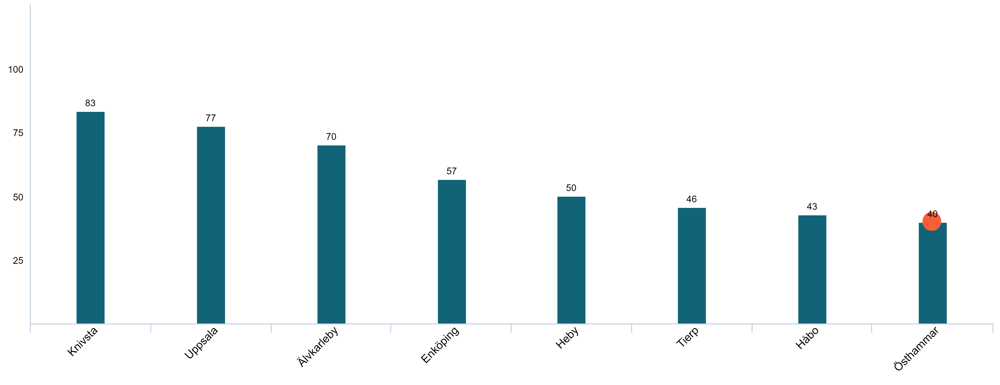 100
75
50
25
83
77
70
57
50
46
43
40
Knivsta
Uppsala
Älvkarleby
Enköping
Heby
Tierp
Håbo
Östhammar